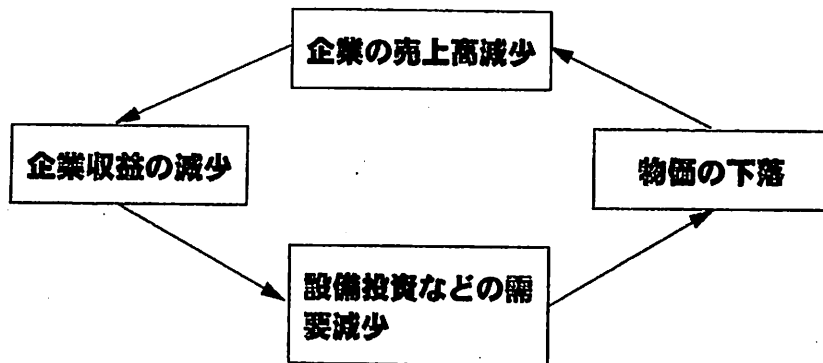 企業の売上高減少
企業収益の減少
物価の下落
設備投資などの需
要減少